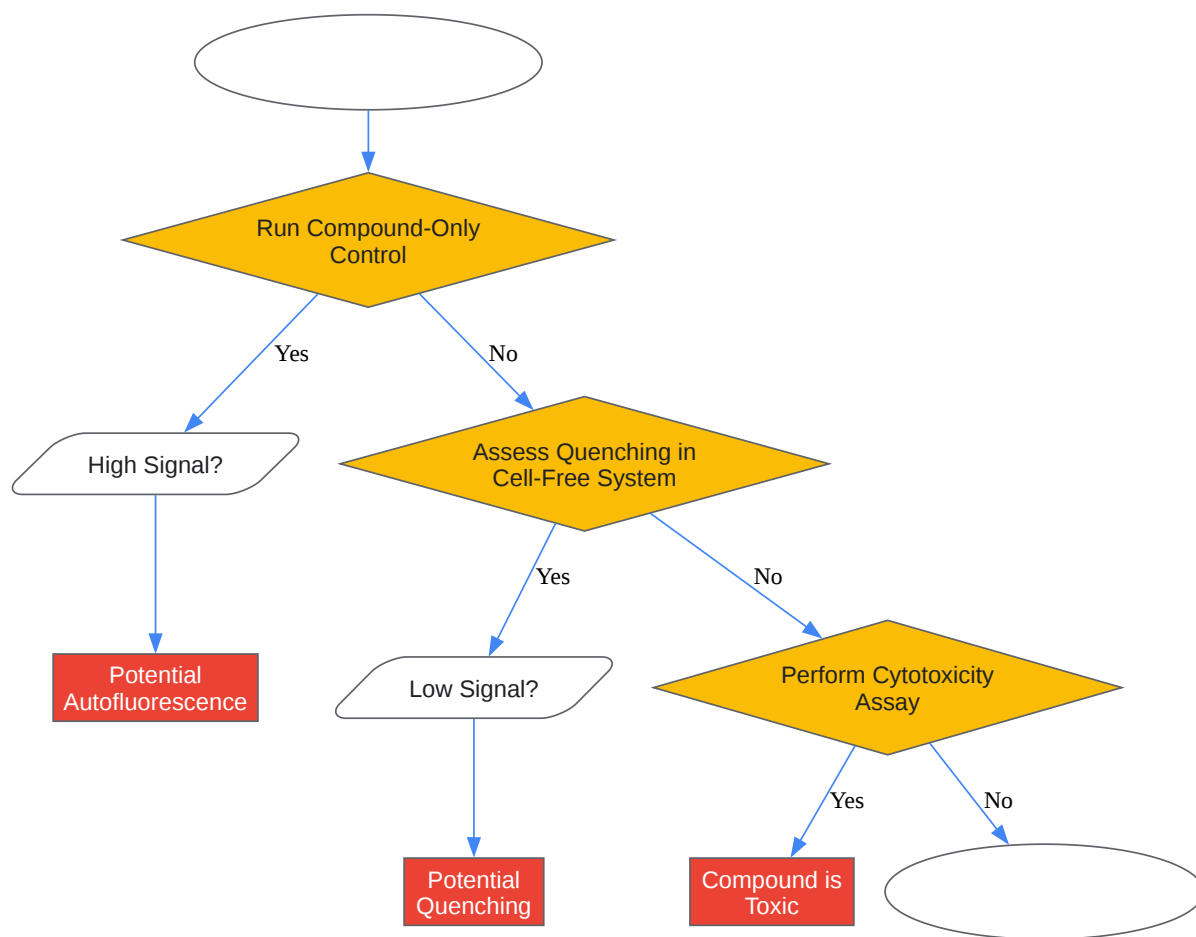 Run Compound-Only
Control
Yes
No
High Signal?
Assess Quenching in
Cell-Free System
Yes
No
Potential
Autofluorescence
Low Signal?
Perform Cytotoxicity
Assay
Yes
No
Potential
Quenching
Compound is
Toxic